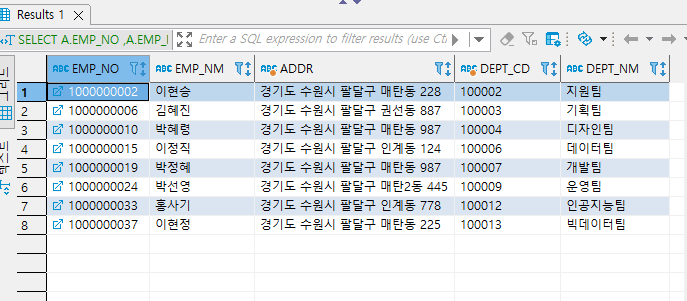 Results 1
SELECT A.EMP_NO ,A.EMP_I Enter a SQL expression to filter results (use Ct
EMP_NO EMP_NM ADDR DEPT_CD DEPT_NM
1 1000000002 이현승 경기도 수원시 팔달구 매탄동 228 100002 지원팀
2 1000000006 김혜진 경기도 수원시 팔달구 권선동 887 100003 기획팀
3 1000000010 박혜령 경기도 수원시 팔달구 매탄동 987 100004 디자인팀
4 1000000015 이정직 경기도 수원시 팔달구 인계동 124 100006 데이터팀
5 1000000019 박정혜 경기도 수원시 팔달구 매탄동 987 100007 개발팀
6 1000000024 박선영 경기도 수원시 팔달구 매탄2동 445 100009 운영팀
7 1000000033 홍사기 경기도 수원시 팔달구 인계동 778 100012 인공지능팀
8 1000000037 이현정 경기도 수원시 팔달구 매탄동 225 100013 빅데이터팀